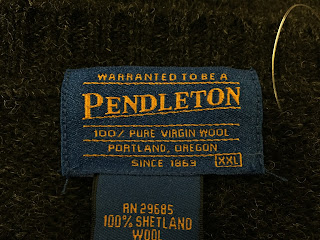 WARRANTED TO BE A
PENDLETON
100% PURE VIRGIN WOOL
PORTLAND, OREGON
SINCE 1863 XXL
RN 29685
100% SHETLAND
WOOL